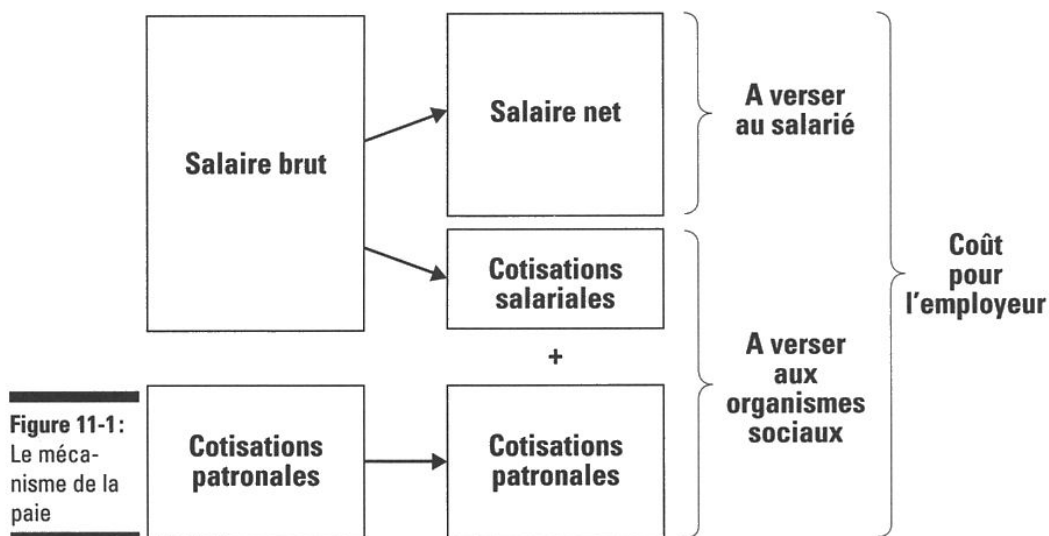 Salaire brut
Salaire net
A verser
au salarié
Cotisations
salariales
+
Coût
pour
l'employeur
A verser
aux
organismes
sociaux
Cotisations
patronales
Cotisations
patronales
Figure 11-1 :
Le méca-
nisme de la
paie